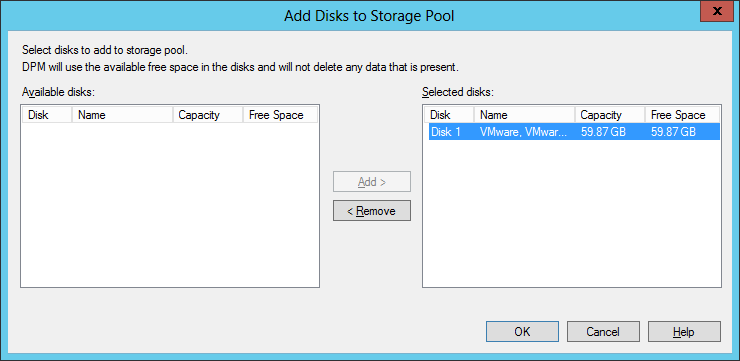 Add Disks to Storage Pool
X
Select disks to add to storage pool.
DPM will use the available free space in the disks and will not delete any data that is present.
Available disks:
Selected disks:
Disk Name Capacity Free Space
Disk Name Capacity Free Space
Disk 1 VMware, VMwar... 59.87 GB 59.87 GB
Add >
< Remove
OK Cancel Help